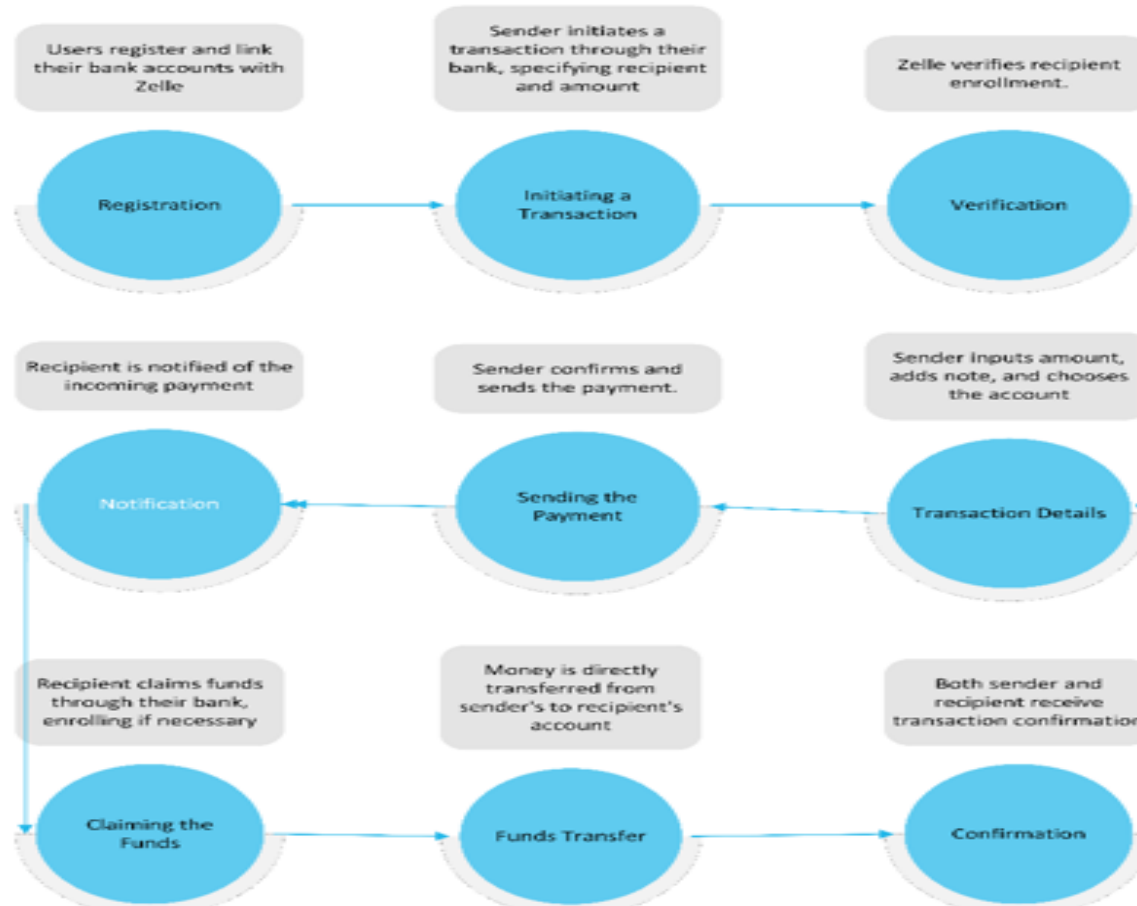 Users register and link
their bank accounts with
Zelle
Sender initiates a
transaction through their
bank, specifying recipient
and amount
Zelle verifies recipient
enrollment.
Registration
Initiating a
Transaction
Verification
Recipient is notified of the
incoming payment
Sender confirms and
sends the payment.
Sender inputs amount,
adds note, and chooses
the account
Notification
Sending the
Payment
Transaction Details
Recipient claims funds
through their bank,
enrolling if necessary
Money is directly
transferred from
sender's to recipient's
account
Both sender and
recipient receive
transaction confirmation
Claiming the
Funds
Funds Transfer
Confirmation